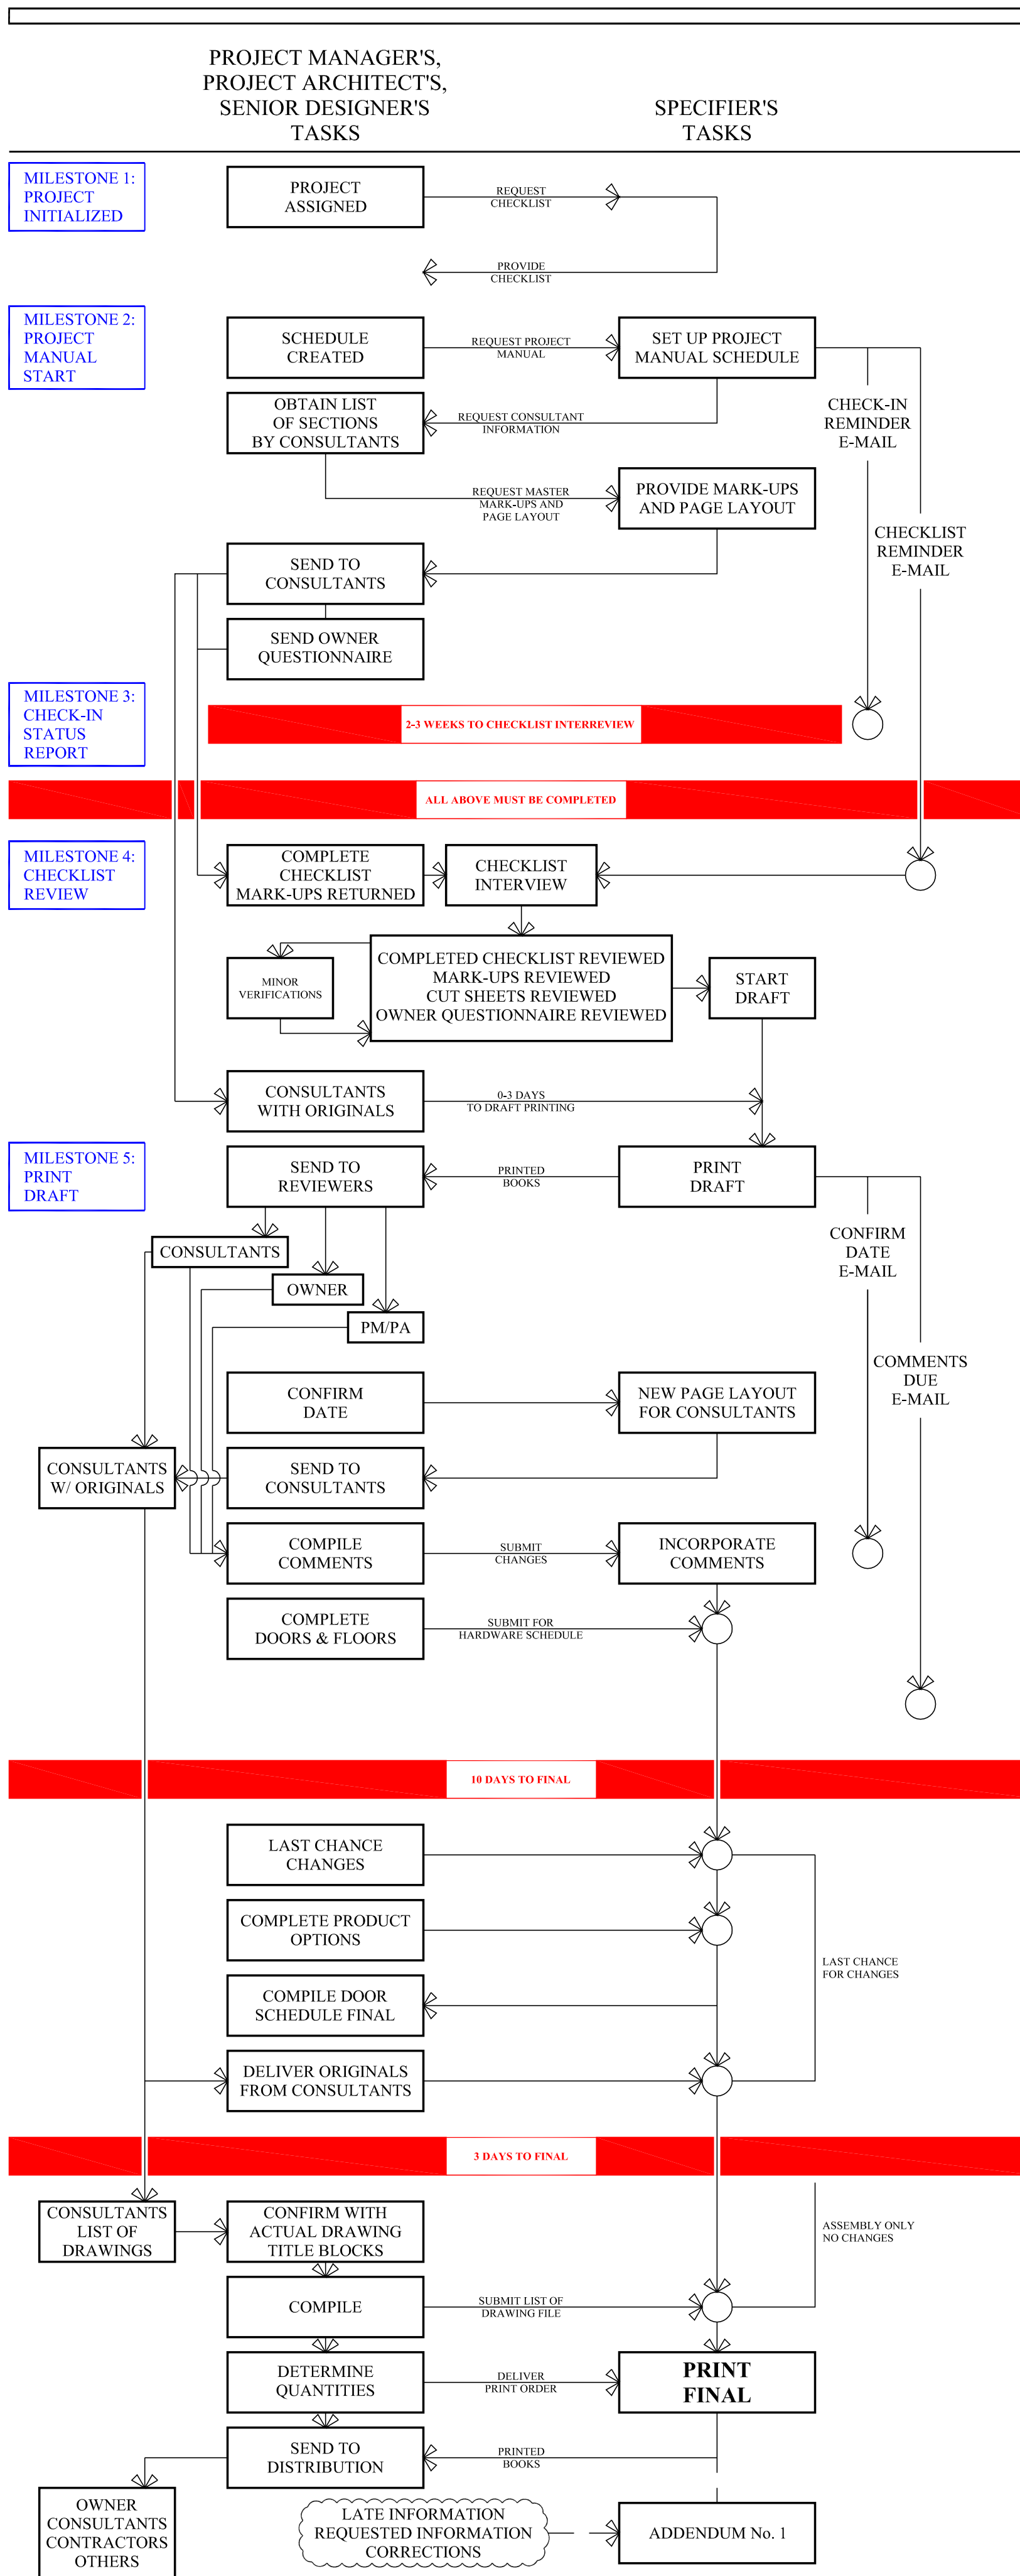 PROJECT MANAGER'S,
PROJECT ARCHITECT'S,
SENIOR DESIGNER'S
TASKS
SPECIFIER'S
TASKS
MILESTONE 1:
PROJECT
INITIALIZED
PROJECT
ASSIGNED
REQUEST
CHECKLIST
PROVIDE
CHECKLIST
MILESTONE 2:
PROJECT
MANUAL
START
SCHEDULE
CREATED
REQUEST PROJECT
MANUAL
SET UP PROJECT
MANUAL SCHEDULE
OBTAIN LIST
OF SECTIONS
BY CONSULTANTS
REQUEST CONSULTANT
INFORMATION
CHECK-IN
REMINDER
E-MAIL
REQUEST MASTER
MARK-UPS AND
PAGE LAYOUT
PROVIDE MARK-UPS
AND PAGE LAYOUT
CHECKLIST
REMINDER
E-MAIL
SEND TO
CONSULTANTS
SEND OWNER
QUESTIONNAIRE
MILESTONE 3:
CHECK-IN
STATUS
REPORT
2-3 WEEKS TO CHECKLIST INTERREVIEW
ALL ABOVE MUST BE COMPLETED
MILESTONE 4:
CHECKLIST
REVIEW
COMPLETE
CHECKLIST
MARK-UPS RETURNED
CHECKLIST
INTERVIEW
MINOR
VERIFICATIONS
COMPLETED CHECKLIST REVIEWED
MARK-UPS REVIEWED
CUT SHEETS REVIEWED
OWNER QUESTIONNAIRE REVIEWED
START
DRAFT
CONSULTANTS
WITH ORIGINALS
0-3 DAYS
TO DRAFT PRINTING
MILESTONE 5:
PRINT
DRAFT
SEND TO
REVIEWERS
PRINTED
BOOKS
PRINT
DRAFT
CONSULTANTS
OWNER
PM/PA
CONFIRM
DATE
E-MAIL
COMMENTS
DUE
E-MAIL
CONFIRM
DATE
NEW PAGE LAYOUT
FOR CONSULTANTS
CONSULTANTS
W/ ORIGINALS
SEND TO
CONSULTANTS
COMPILE
COMMENTS
SUBMIT
CHANGES
INCORPORATE
COMMENTS
COMPLETE
DOORS & FLOORS
SUBMIT FOR
HARDWARE SCHEDULE
10 DAYS TO FINAL
LAST CHANCE
CHANGES
COMPLETE PRODUCT
OPTIONS
LAST CHANCE
FOR CHANGES
COMPILE DOOR
SCHEDULE FINAL
DELIVER ORIGINALS
FROM CONSULTANTS
3 DAYS TO FINAL
CONSULTANTS
LIST OF
DRAWINGS
CONFIRM WITH
ACTUAL DRAWING
TITLE BLOCKS
ASSEMBLY ONLY
NO CHANGES
COMPILE
SUBMIT LIST OF
DRAWING FILE
DETERMINE
QUANTITIES
DELIVER
PRINT ORDER
PRINT
FINAL
SEND TO
DISTRIBUTION
PRINTED
BOOKS
OWNER
CONSULTANTS
CONTRACTORS
OTHERS
LATE INFORMATION
REQUESTED INFORMATION
CORRECTIONS
ADDENDUM No. 1